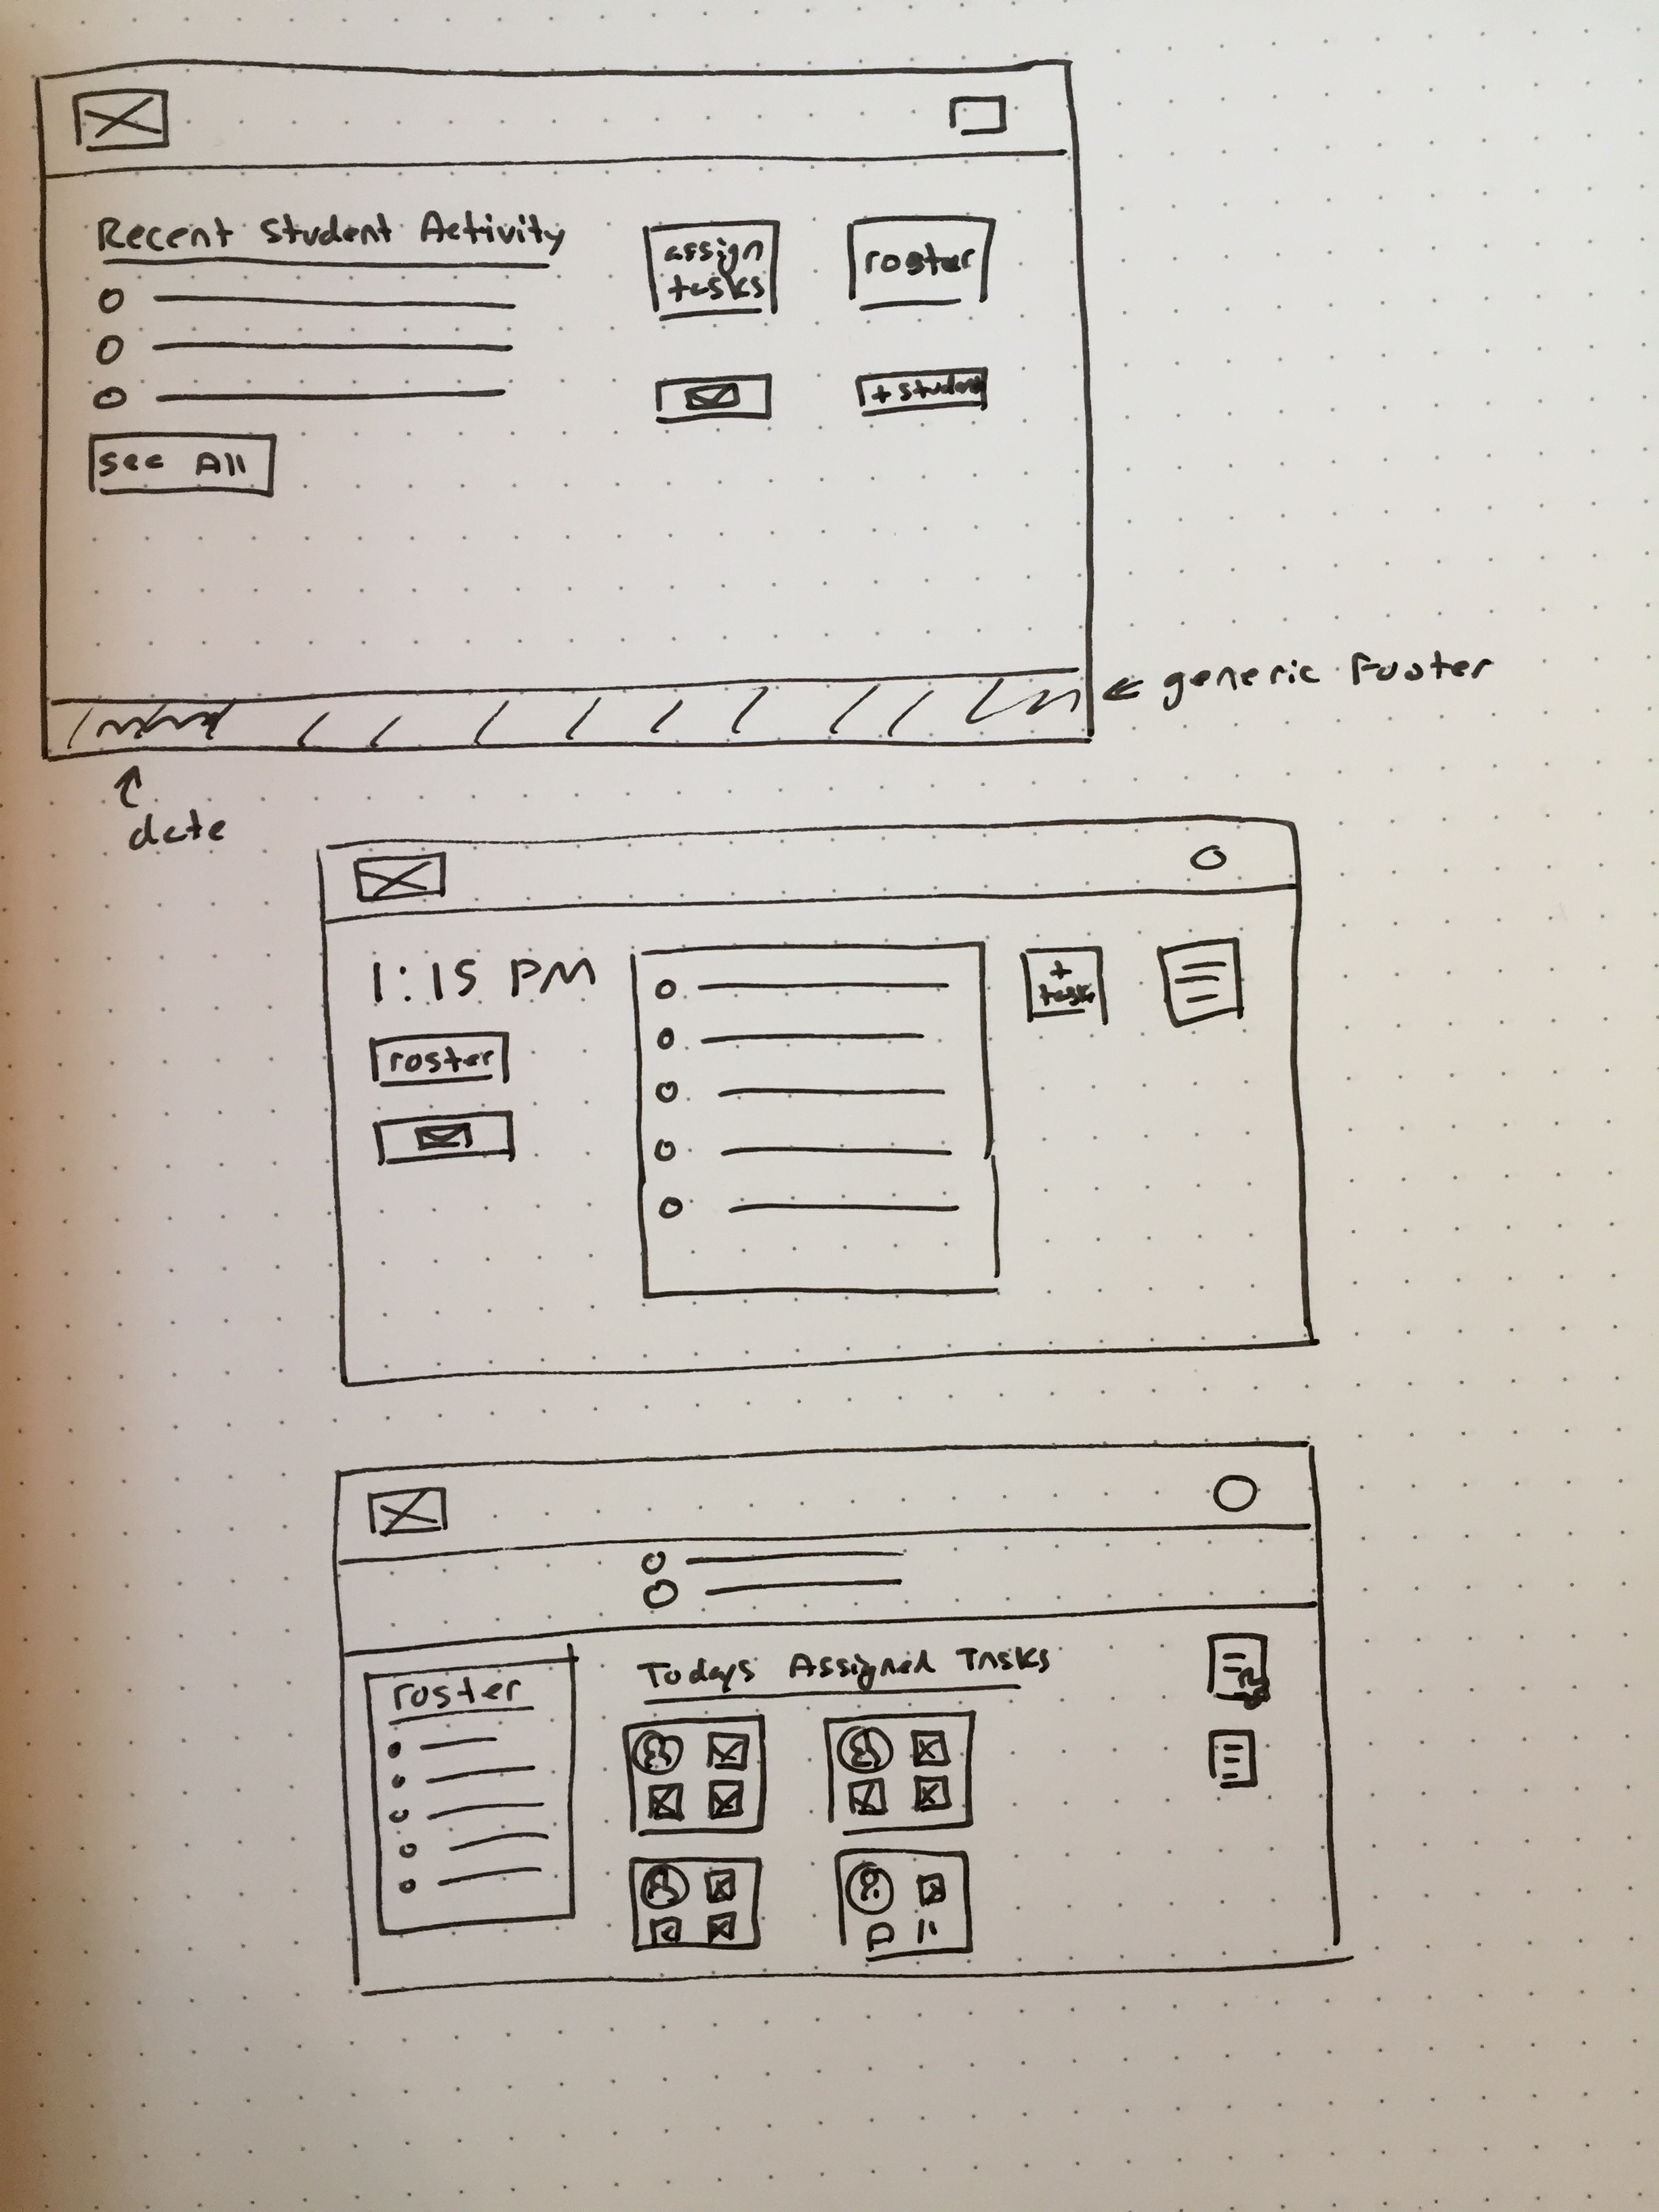 Recent Student Activity
assign
tasks
roster
+ student
See All
generic footer
date
1:15 PM
+
task
roster
roster
Todays Assigned Tasks